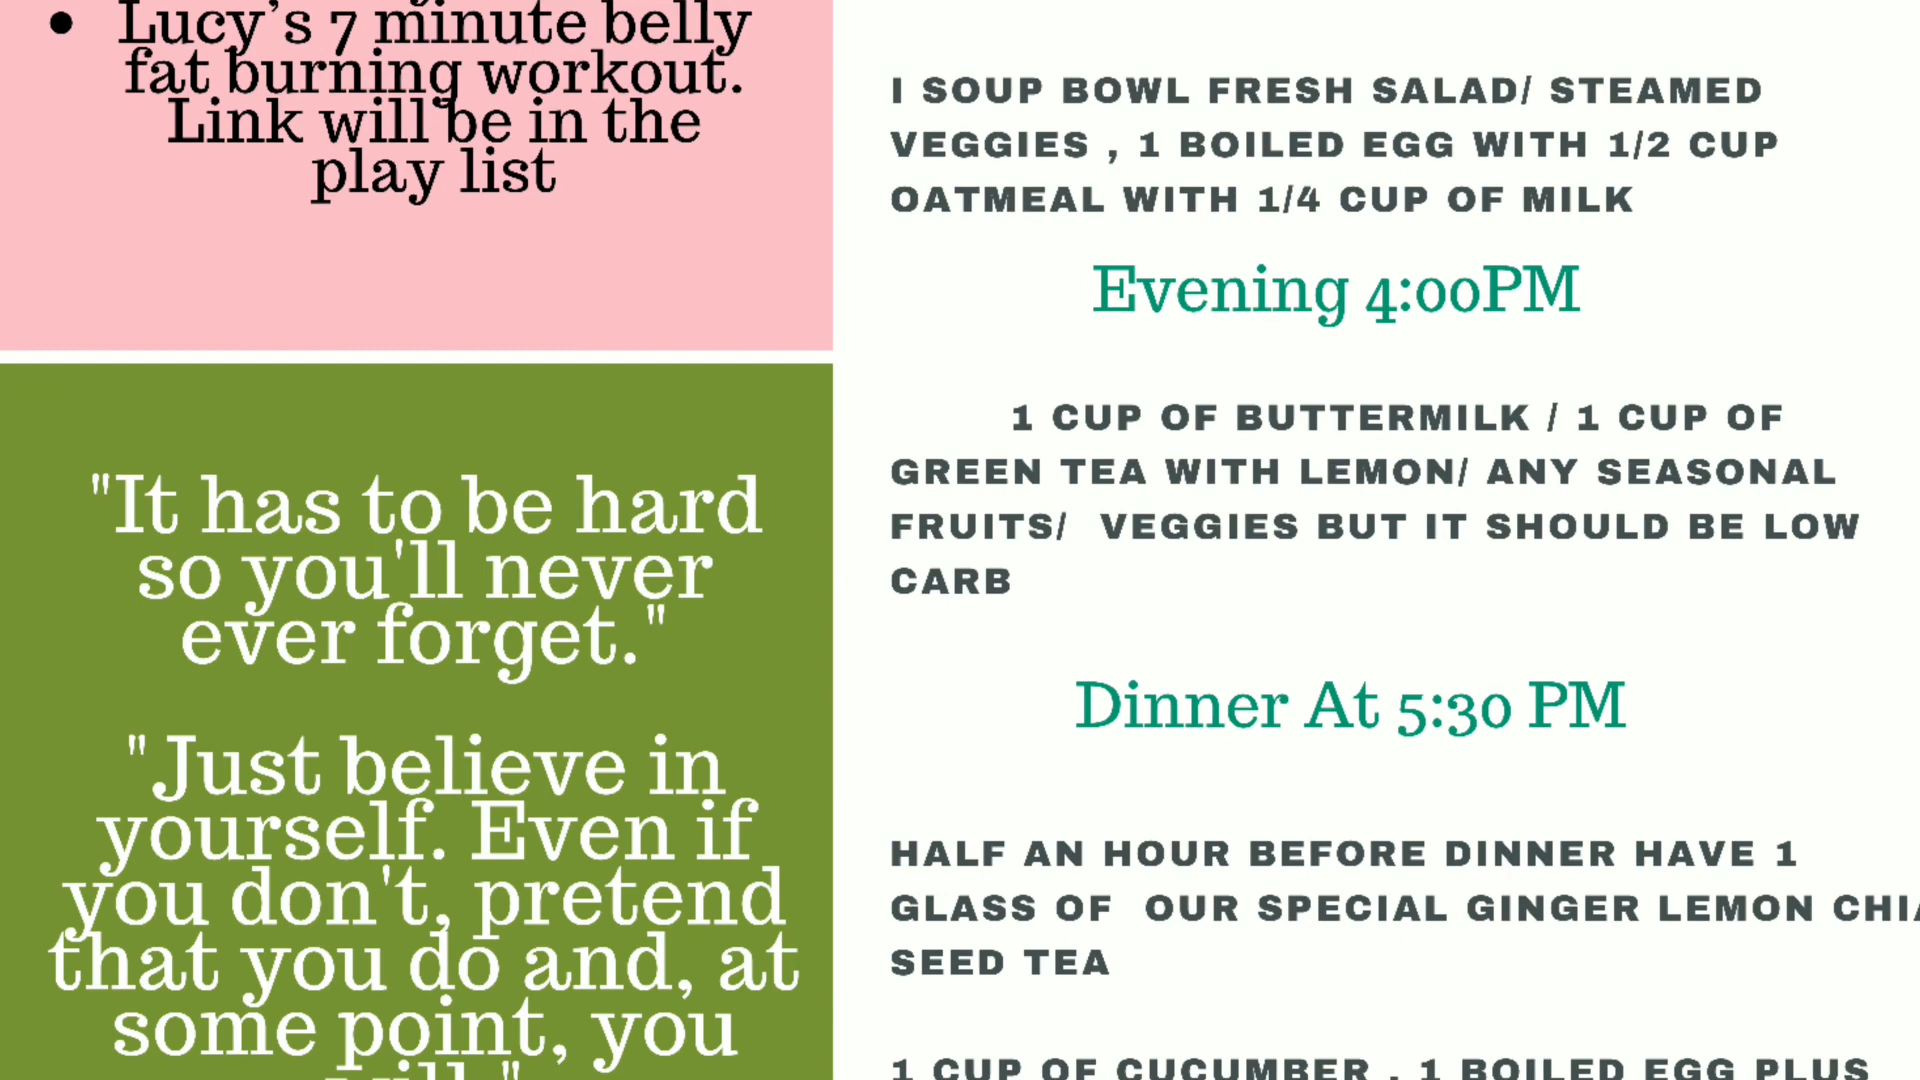 • Lucy's 7 minute belly
fat burning workout.
Link will be in the
play list
"It has to be hard
so you'll never
ever forget."
"Just believe in
yourself. Even if
you don't, pretend
that you do and, at
some point, you
will."
I SOUP BOWL FRESH SALAD/ STEAMED
VEGGIES , 1 BOILED EGG WITH 1/2 CUP
OATMEAL WITH 1/4 CUP OF MILK
Evening 4:00PM
1 CUP OF BUTTERMILK / 1 CUP OF
GREEN TEA WITH LEMON/ ANY SEASONAL
FRUITS/ VEGGIES BUT IT SHOULD BE LOW
CARB
Dinner At 5:30 PM
HALF AN HOUR BEFORE DINNER HAVE 1
GLASS OF OUR SPECIAL GINGER LEMON CHIA
SEED TEA
1 CUP OF CUCUMBER , 1 BOILED EGG PLUS